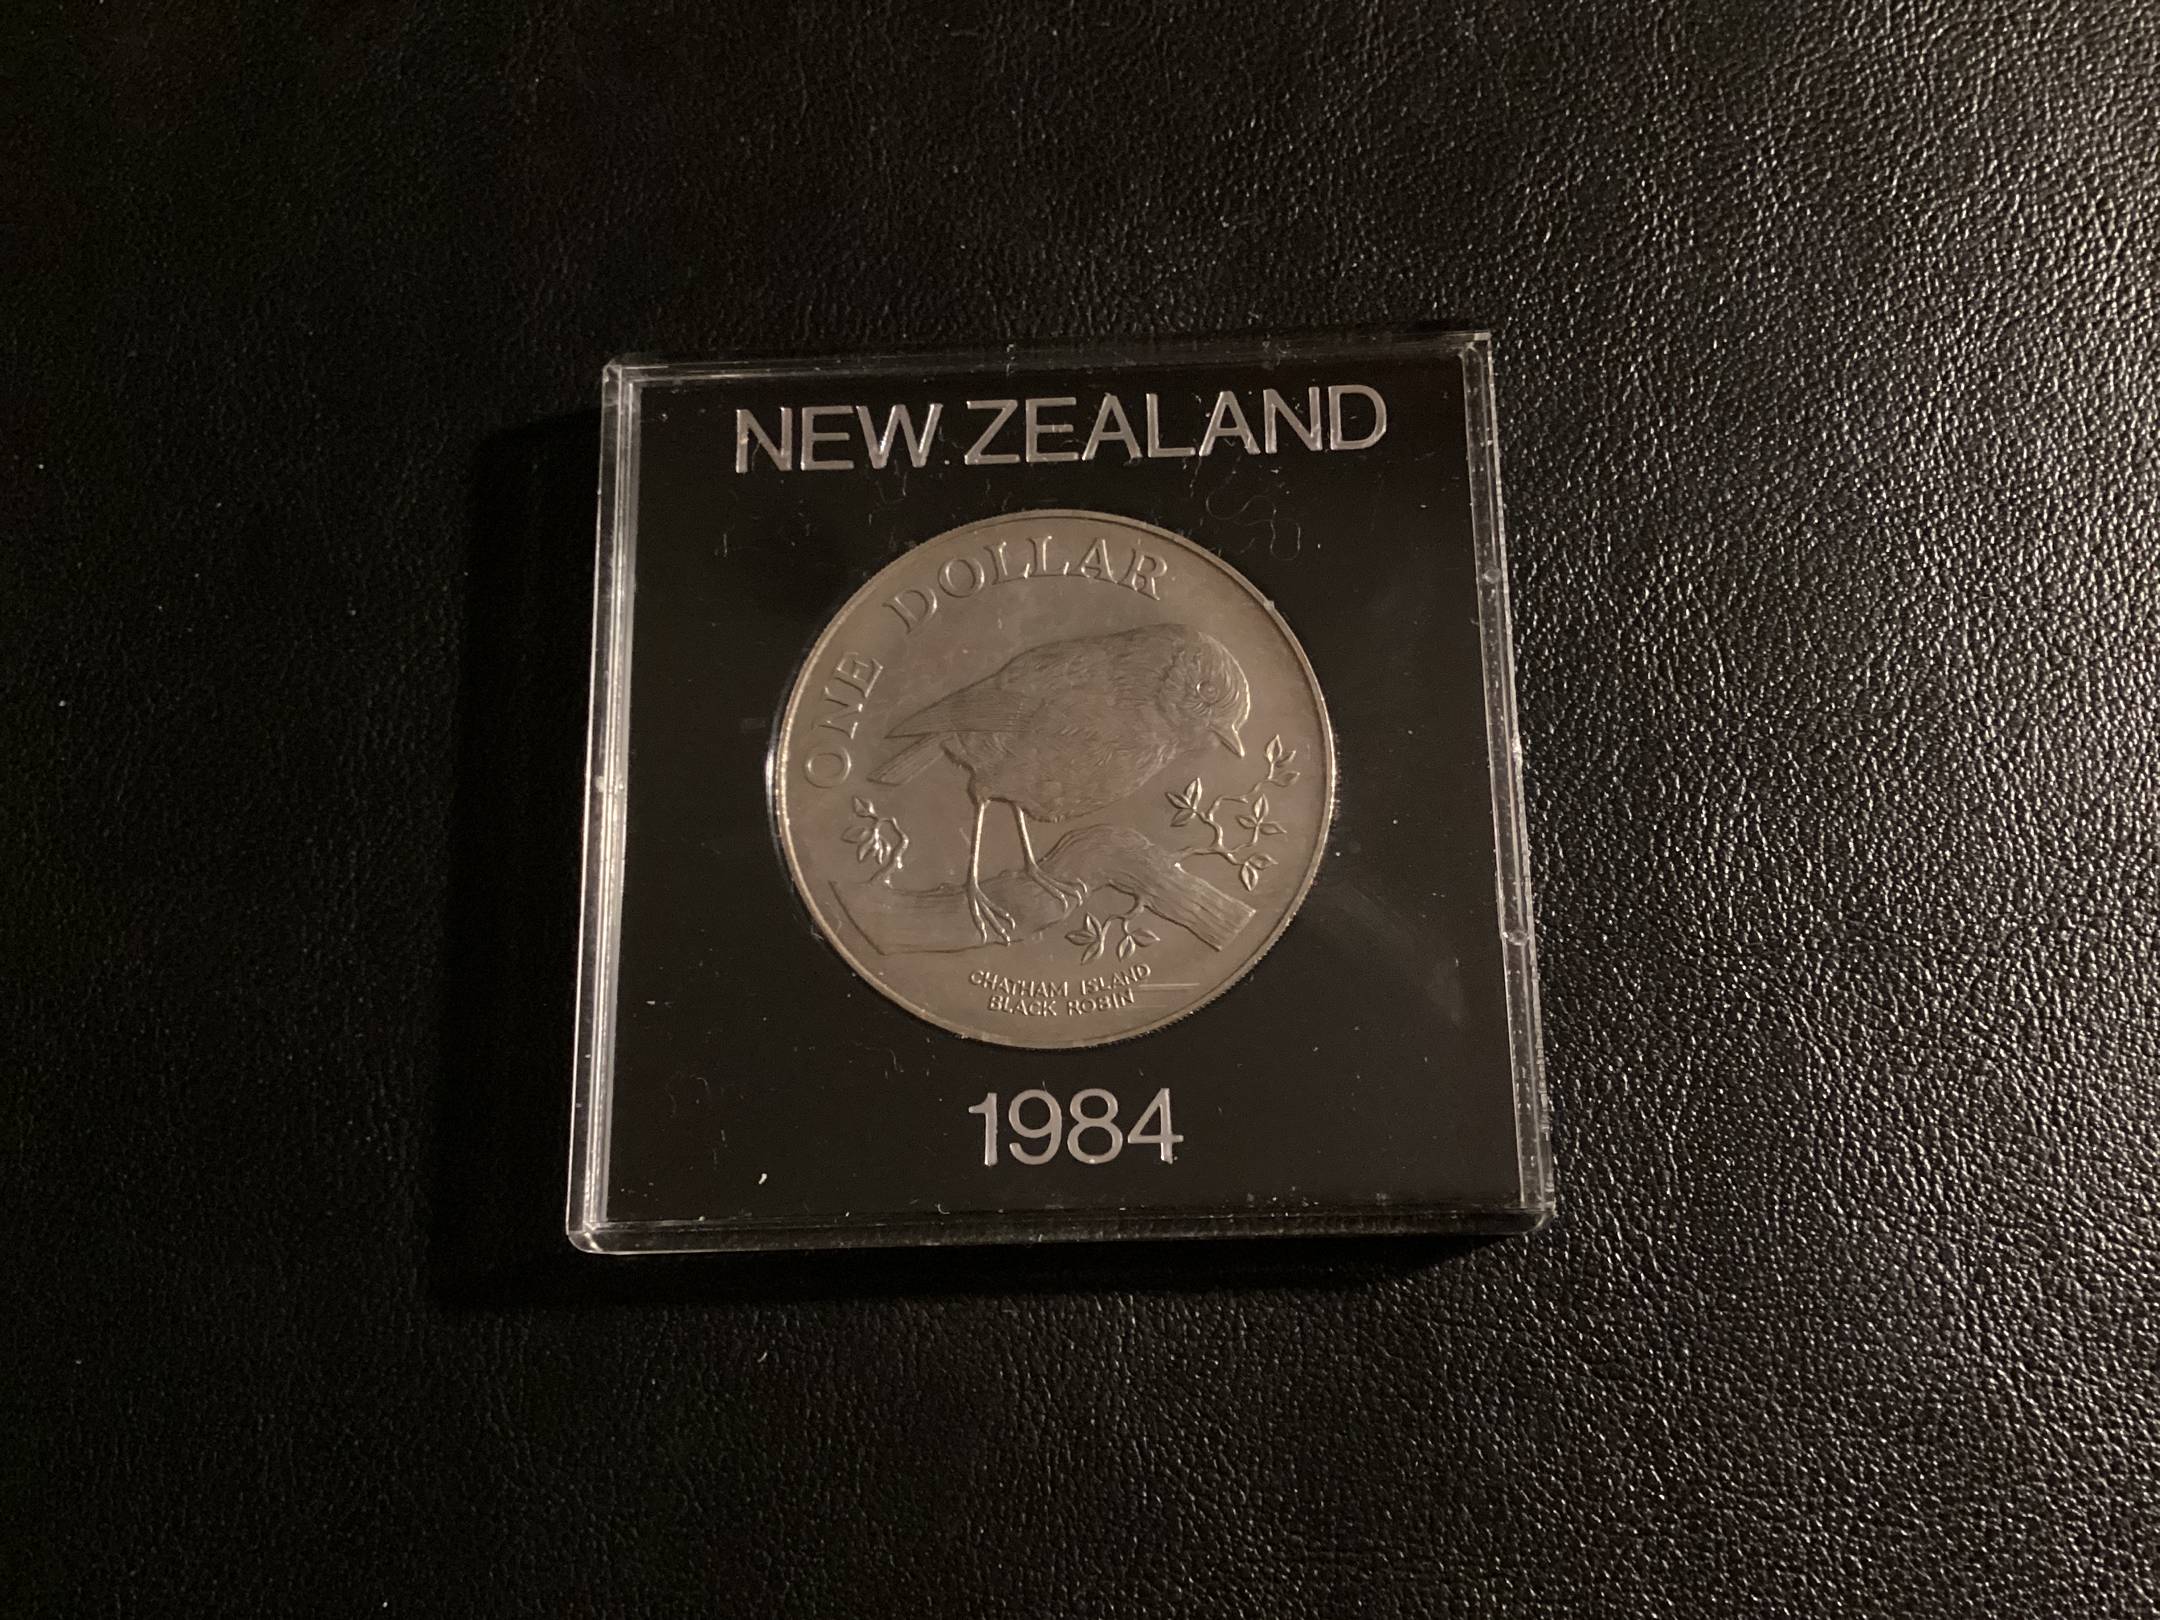 NEW ZEALAND
ONE DOLLAR
CHATHAM ISLAND
BLACK ROBIN
1984